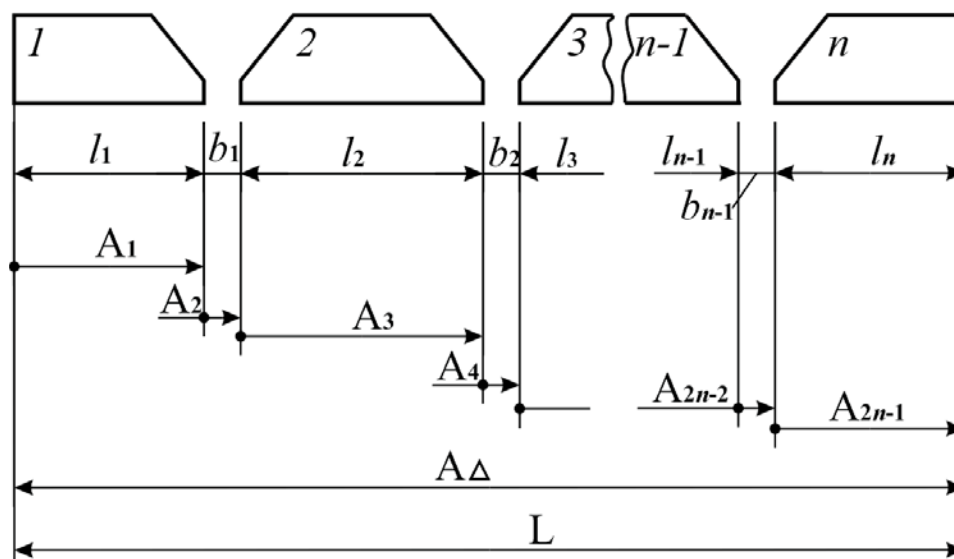 1 2 3 n-1 n
l1 b1 l2 b2 l3 ln-1 ln
bn-1
A1
A2 A3
A4 A2n-2 A2n-1
A△
L